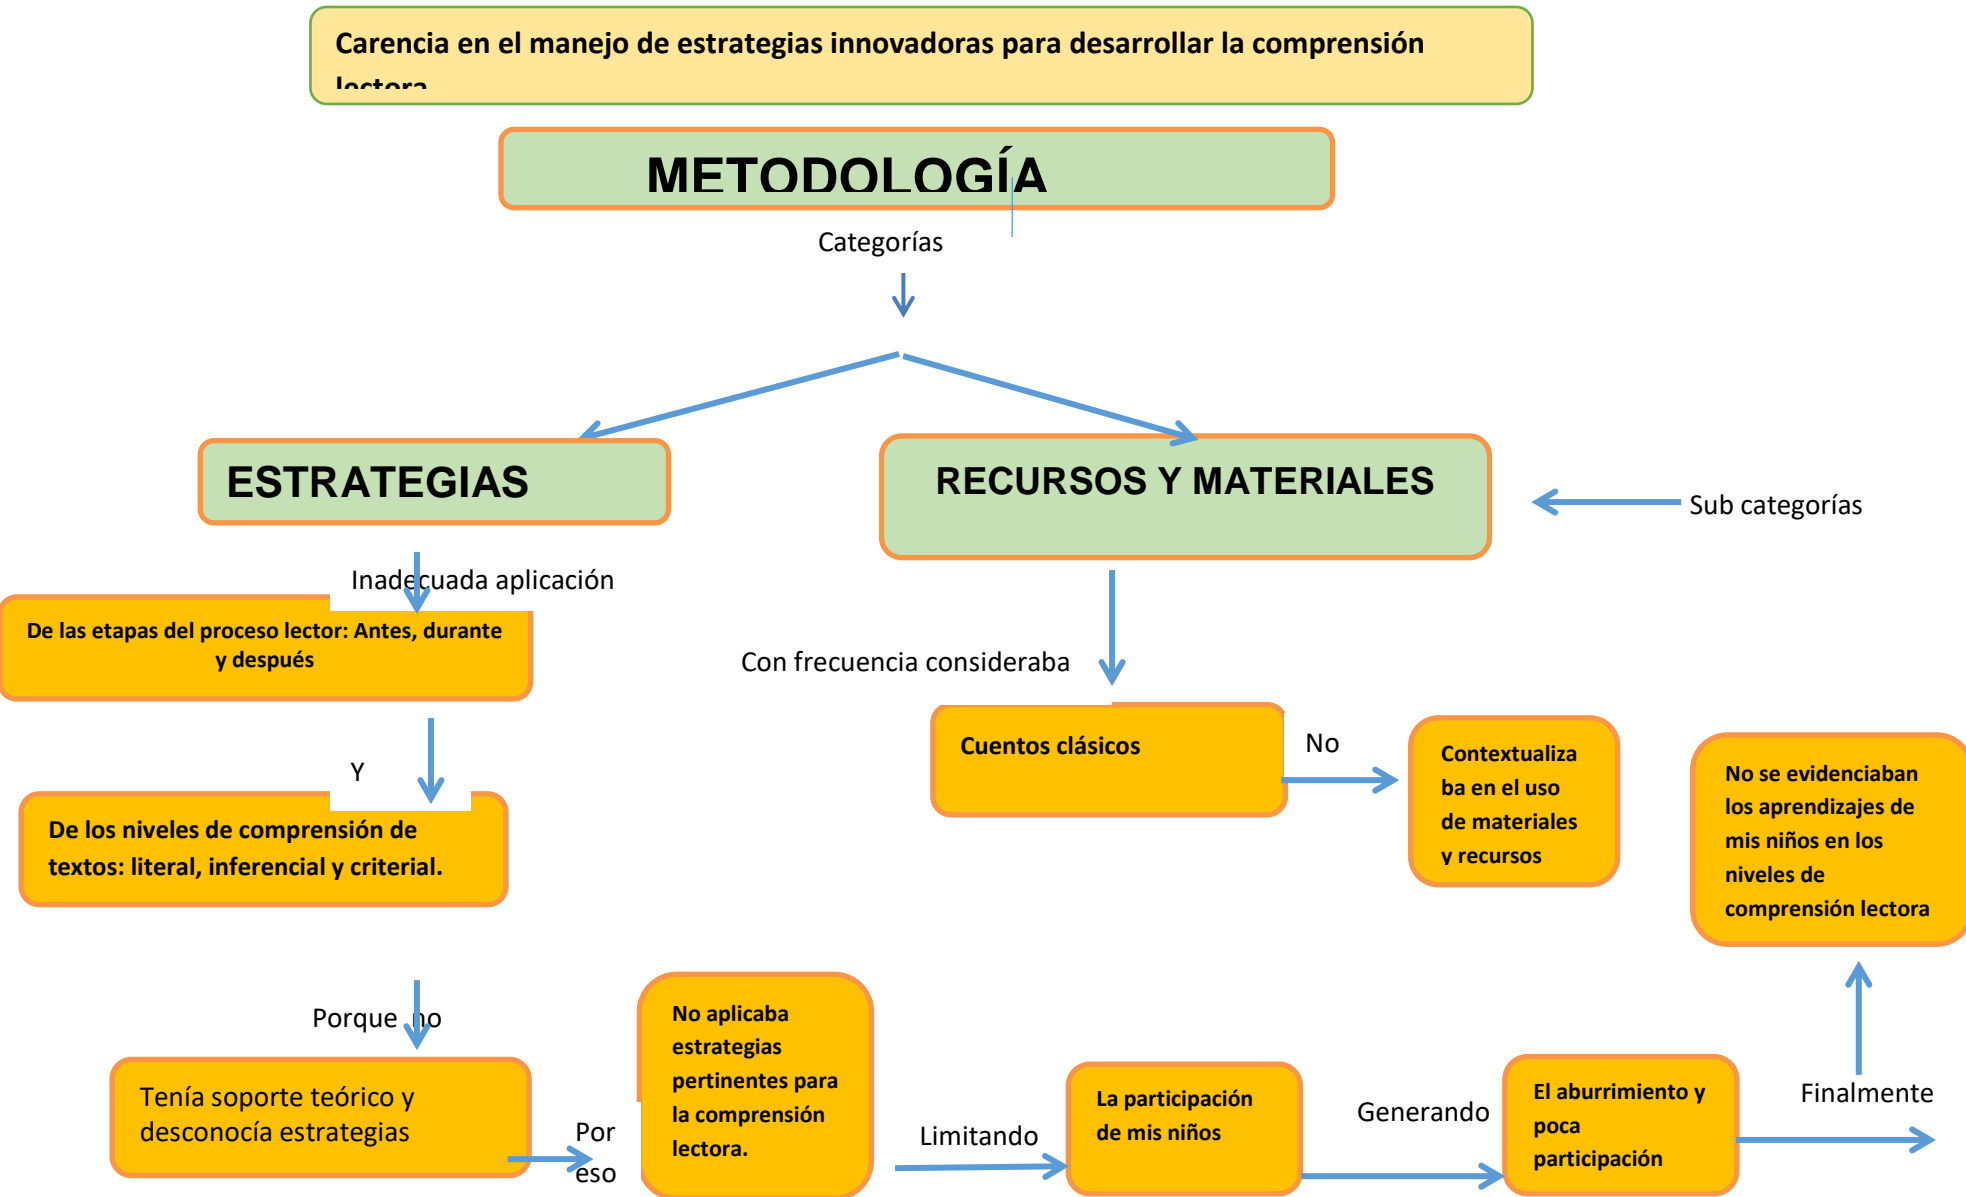 Carencia en el manejo de estrategias innovadoras para desarrollar la comprensión
lectora
METODOLOGÍA
Categorías
ESTRATEGIAS
RECURSOS Y MATERIALES
Sub categorías
Inadecuada aplicación
De las etapas del proceso lector: Antes, durante
y después
Con frecuencia consideraba
Y
De los niveles de comprensión de
textos: literal, inferencial y criterial.
Cuentos clásicos
No
Contextualiza
ba en el uso
de materiales
y recursos
No se evidenciaban
los aprendizajes de
mis niños en los
niveles de
comprensión lectora
Porque no
Tenía soporte teórico y
desconocía estrategias
Por
eso
No aplicaba
estrategias
pertinentes para
la comprensión
lectora.
Limitando
La participación
de mis niños
Generando
El aburrimiento y
poca
participación
Finalmente